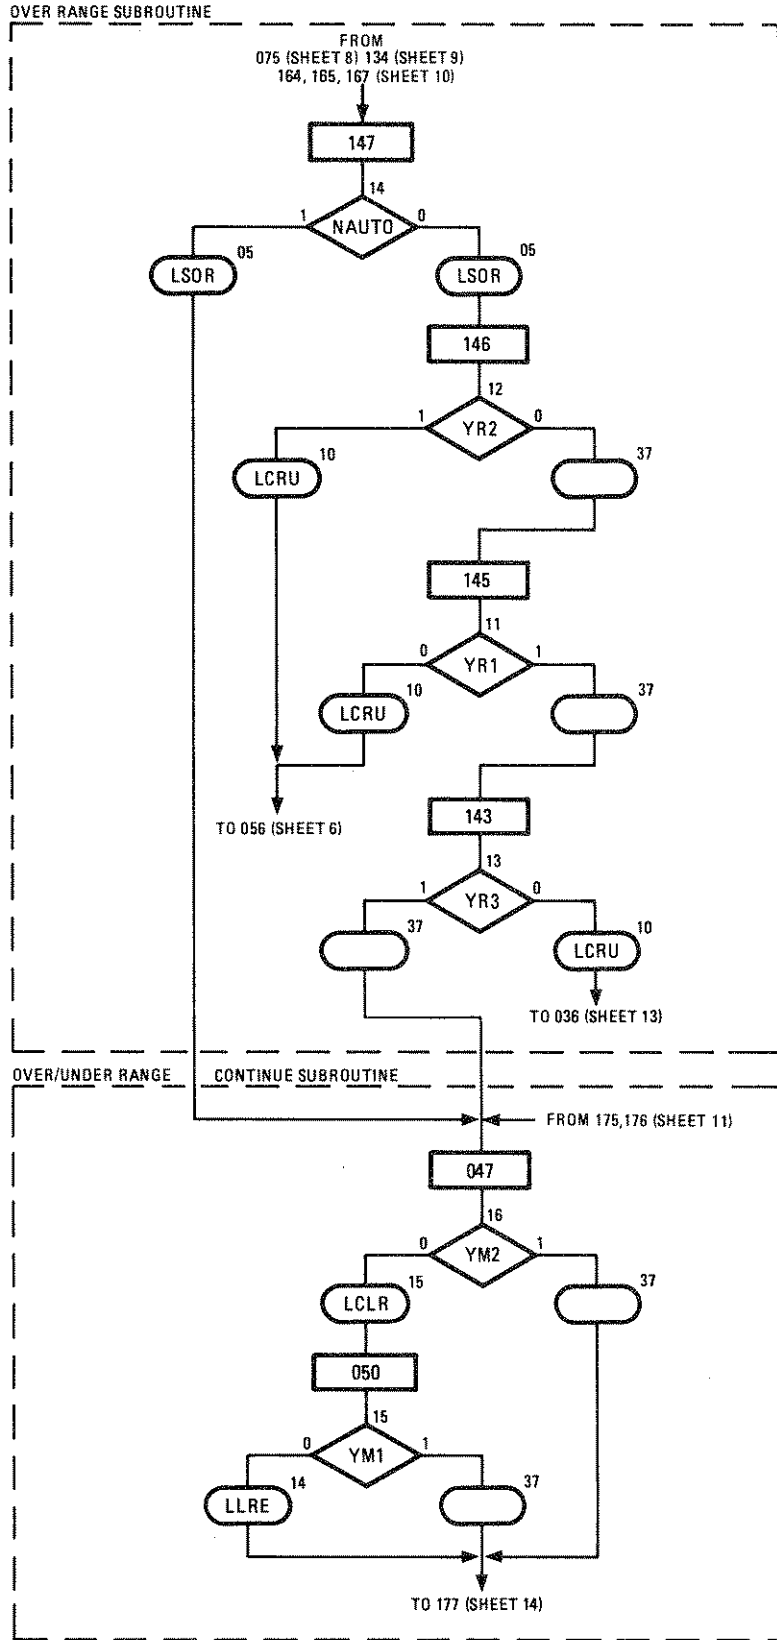 OVER RANGE SUBROUTINE
FROM
075 (SHEET 8) 134 (SHEET 9)
164, 165, 167 (SHEET 10)
147
14
1
NAUTO
0
LSOR
05
LSOR
05
146
12
1
YR2
0
LCRU
10
37
145
11
0
YR1
1
LCRU
10
37
TO 056 (SHEET 6)
143
13
1
YR3
0
37
LCRU
10
TO 036 (SHEET 13)
OVER/UNDER RANGE CONTINUE SUBROUTINE
FROM 175,176 (SHEET 11)
047
16
0
YM2
1
LCLR
15
37
050
15
0
YM1
1
LLRE
14
37
TO 177 (SHEET 14)